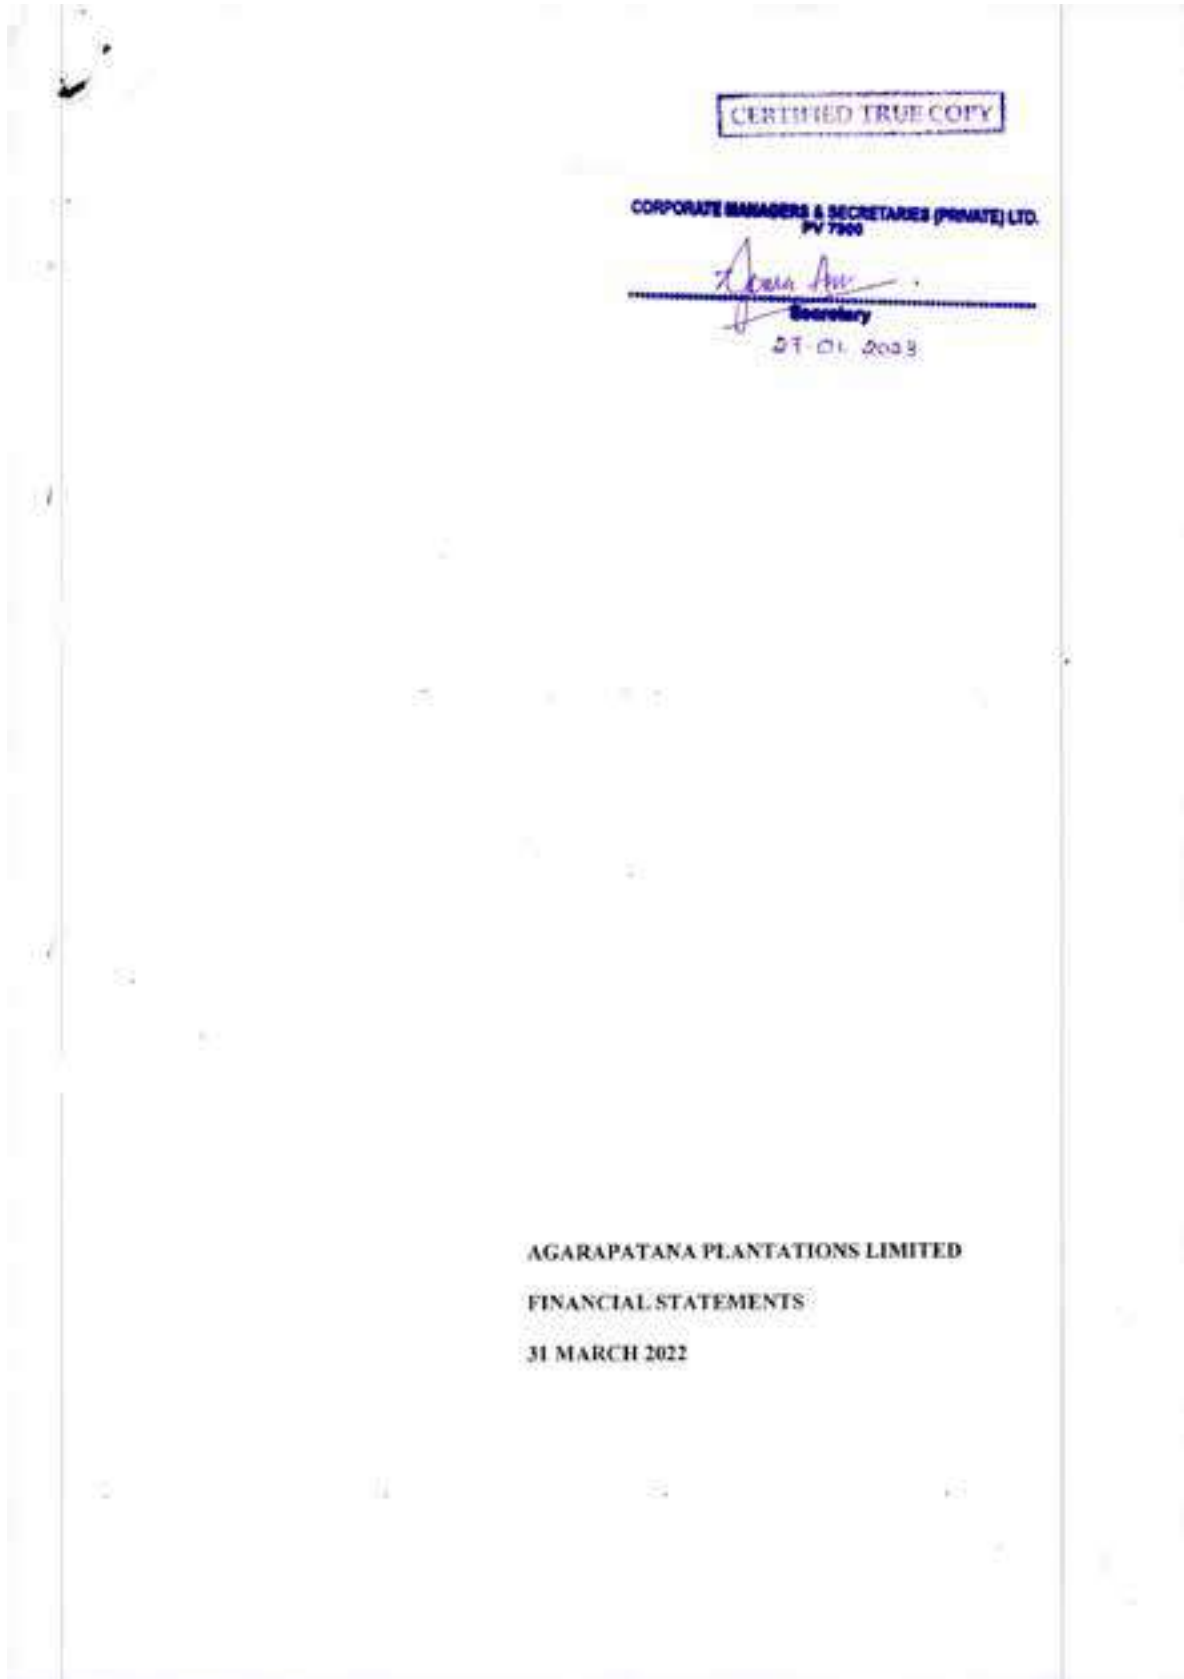 CERTIFIED TRUE COPY
CORPORATE MANAGERS & SECRETARIES (PRIVATE) LTD.
PV 7300
Secretary
27-01-2023
AGARAPATANA PLANTATIONS LIMITED
FINANCIAL STATEMENTS
31 MARCH 2022